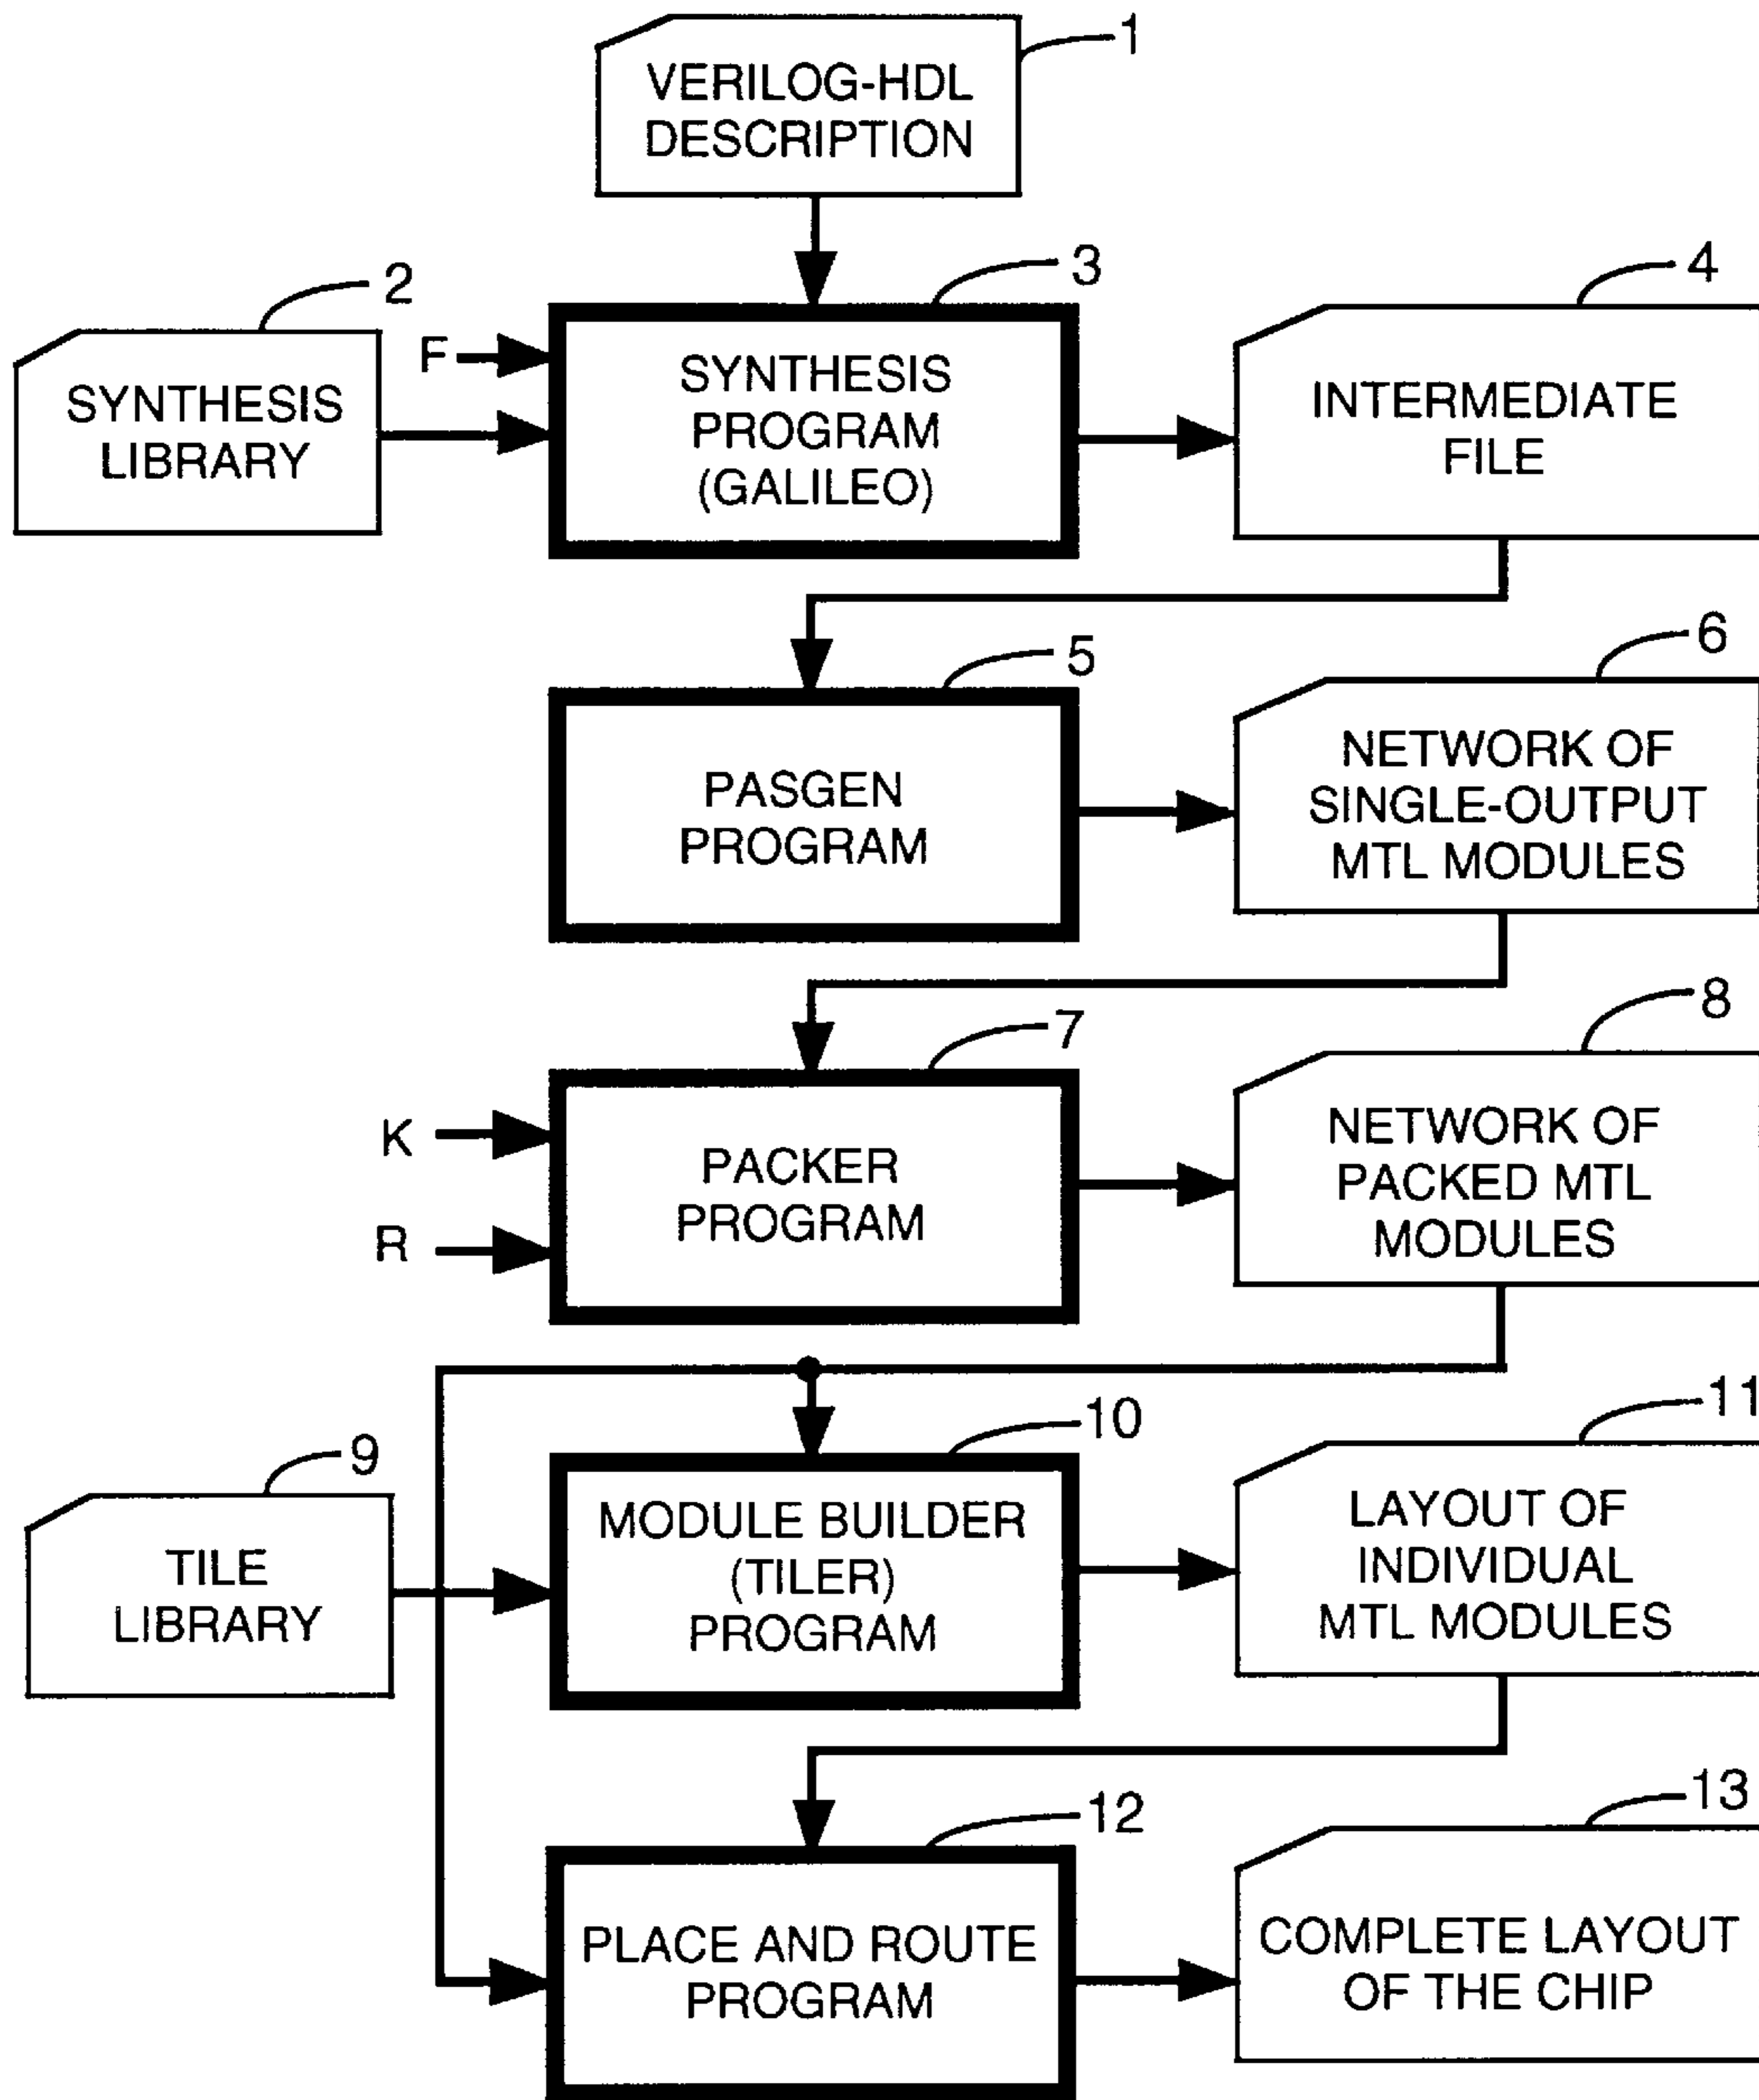 1
VERILOG-HDL
DESCRIPTION
2
SYNTHESIS
LIBRARY
F
3
SYNTHESIS
PROGRAM
(GALILEO)
4
INTERMEDIATE
FILE
5
PASGEN
PROGRAM
6
NETWORK OF
SINGLE-OUTPUT
MTL MODULES
7
K
R
PACKER
PROGRAM
8
NETWORK OF
PACKED MTL
MODULES
9
TILE
LIBRARY
10
MODULE BUILDER
(TILER)
PROGRAM
11
LAYOUT OF
INDIVIDUAL
MTL MODULES
12
PLACE AND ROUTE
PROGRAM
13
COMPLETE LAYOUT
OF THE CHIP